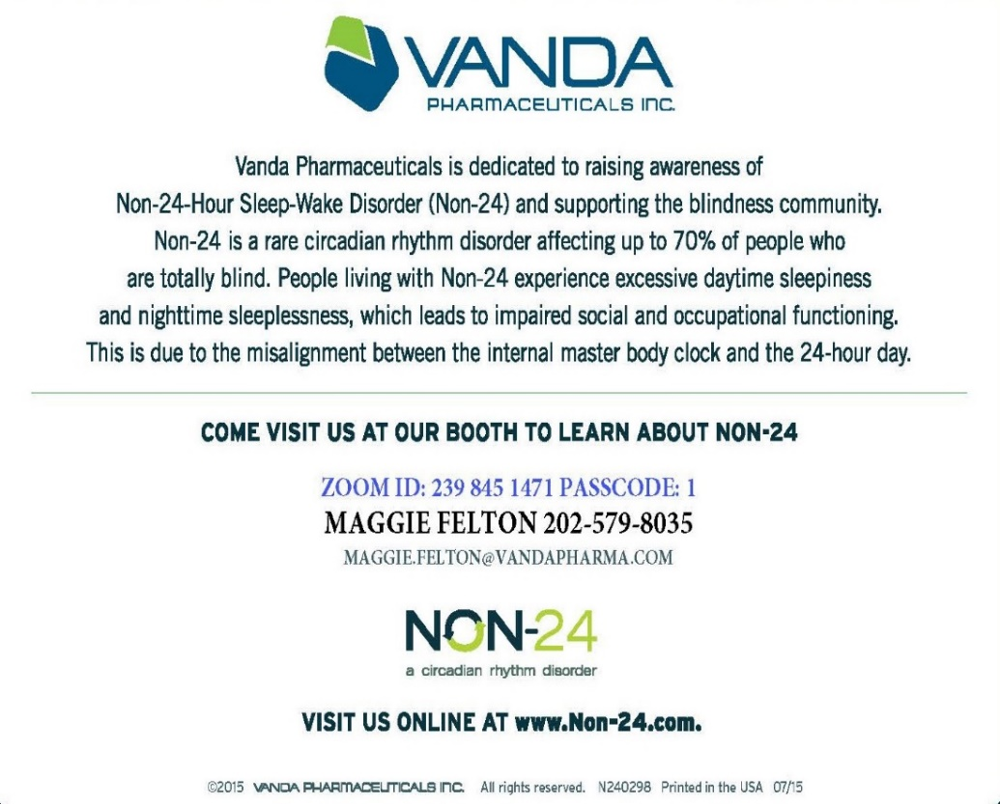 VANDA
PHARMACEUTICALS INC.
Vanda Pharmaceuticals is dedicated to raising awareness of
Non-24-Hour Sleep-Wake Disorder (Non-24) and supporting the blindness community.
Non-24 is a rare circadian rhythm disorder affecting up to 70% of people who
are totally blind. People living with Non-24 experience excessive daytime sleepiness
and nighttime sleeplessness, which leads to impaired social and occupational functioning.
This is due to the misalignment between the internal master body clock and the 24-hour day.
COME VISIT US AT OUR BOOTH TO LEARN ABOUT NON-24
ZOOM ID: 239 845 1471 PASSCODE: 1
MAGGIE FELTON 202-579-8035
MAGGIE.FELTON@VANDAPHARMA.COM
NON-24
a circadian rhythm disorder
VISIT US ONLINE AT www.Non-24.com.
©2015 VANDA PHARMACEUTICALS INC. All rights reserved. N240298 Printed in the USA 07/15